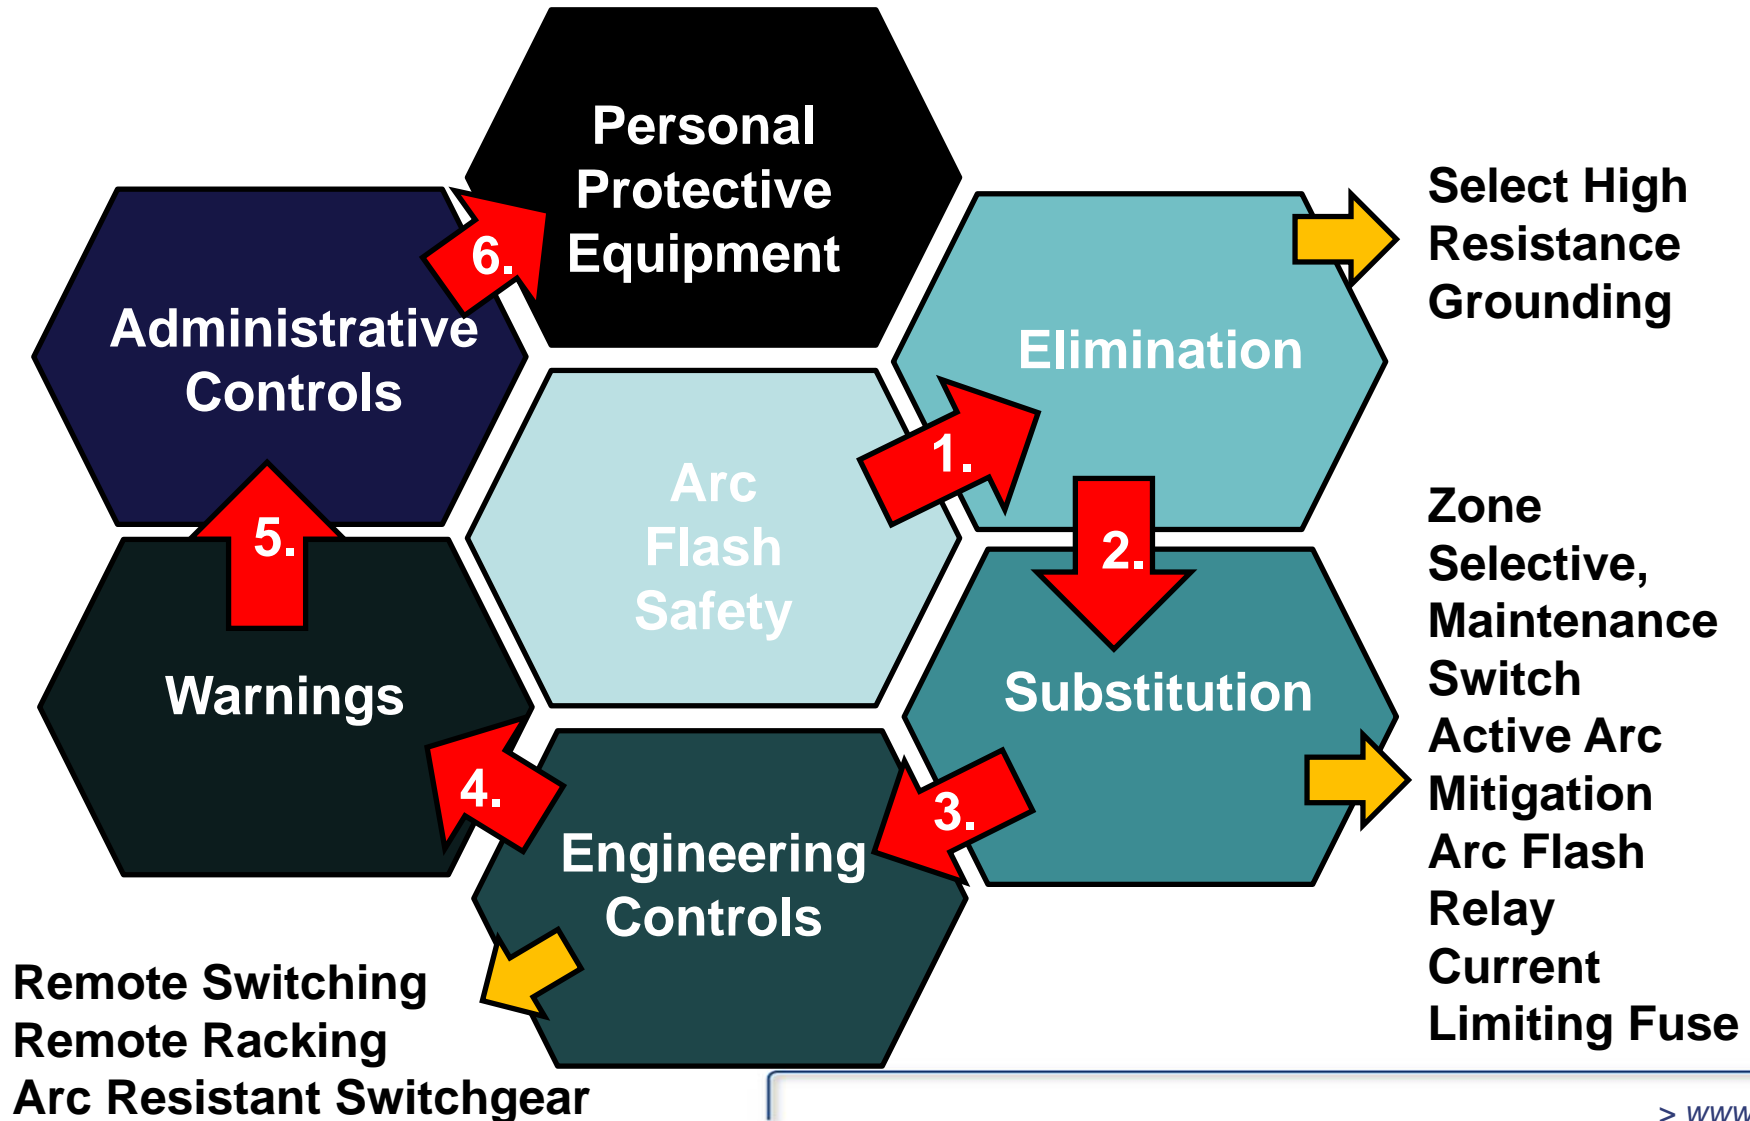 Personal
Protective
Equipment
6.
Administrative
Controls
Elimination
Select High
Resistance
Grounding
1.
Arc
Flash
Safety
2.
5.
Warnings
Substitution
Zone
Selective,
Maintenance
Switch
Active Arc
Mitigation
Arc Flash
Relay
Current
Limiting Fuse
3.
4.
Engineering
Controls
Remote Switching
Remote Racking
Arc Resistant Switchgear
> www